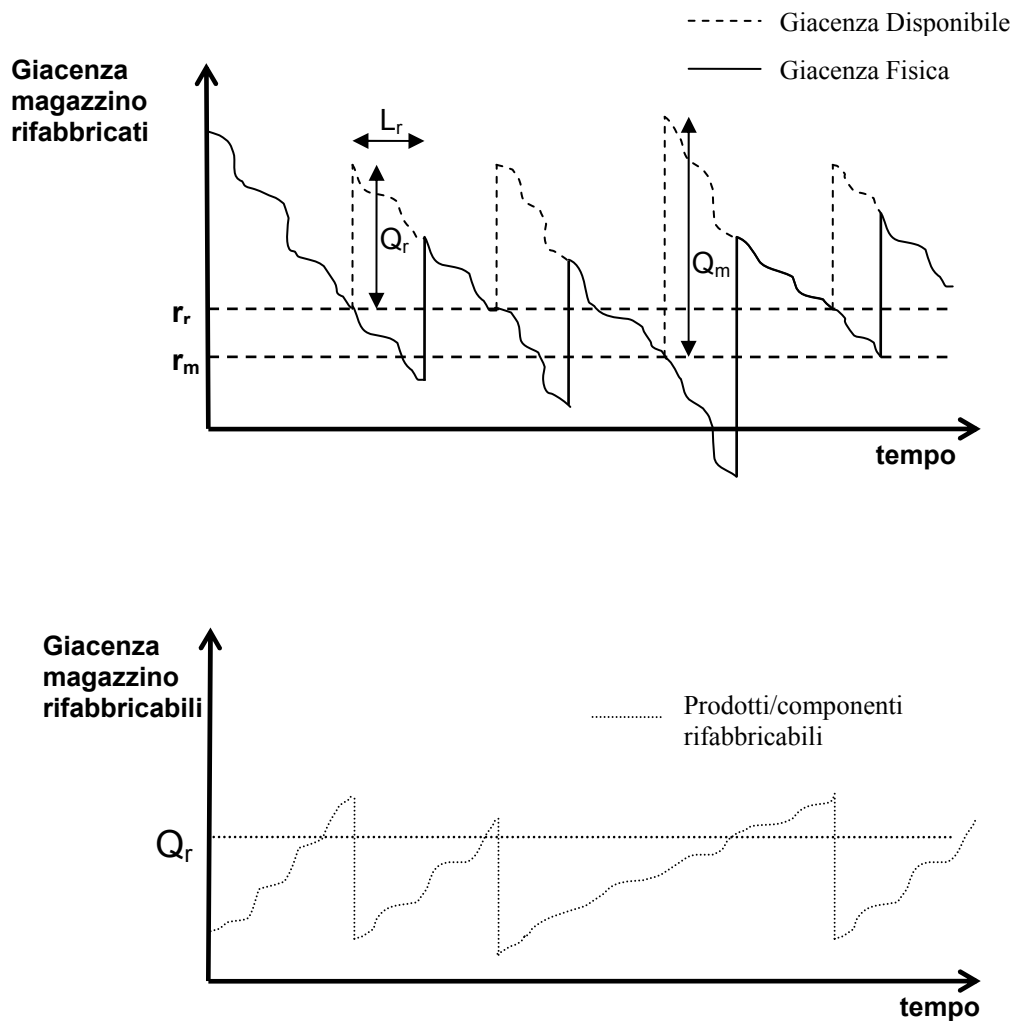 Giacenza Disponibile
Giacenza Fisica
Giacenza
magazzino
rifabbricati
Lr
Qr
Qm
rr
rm
tempo
Giacenza
magazzino
rifabbricabili
Prodotti/componenti
rifabbricabili
Qr
tempo